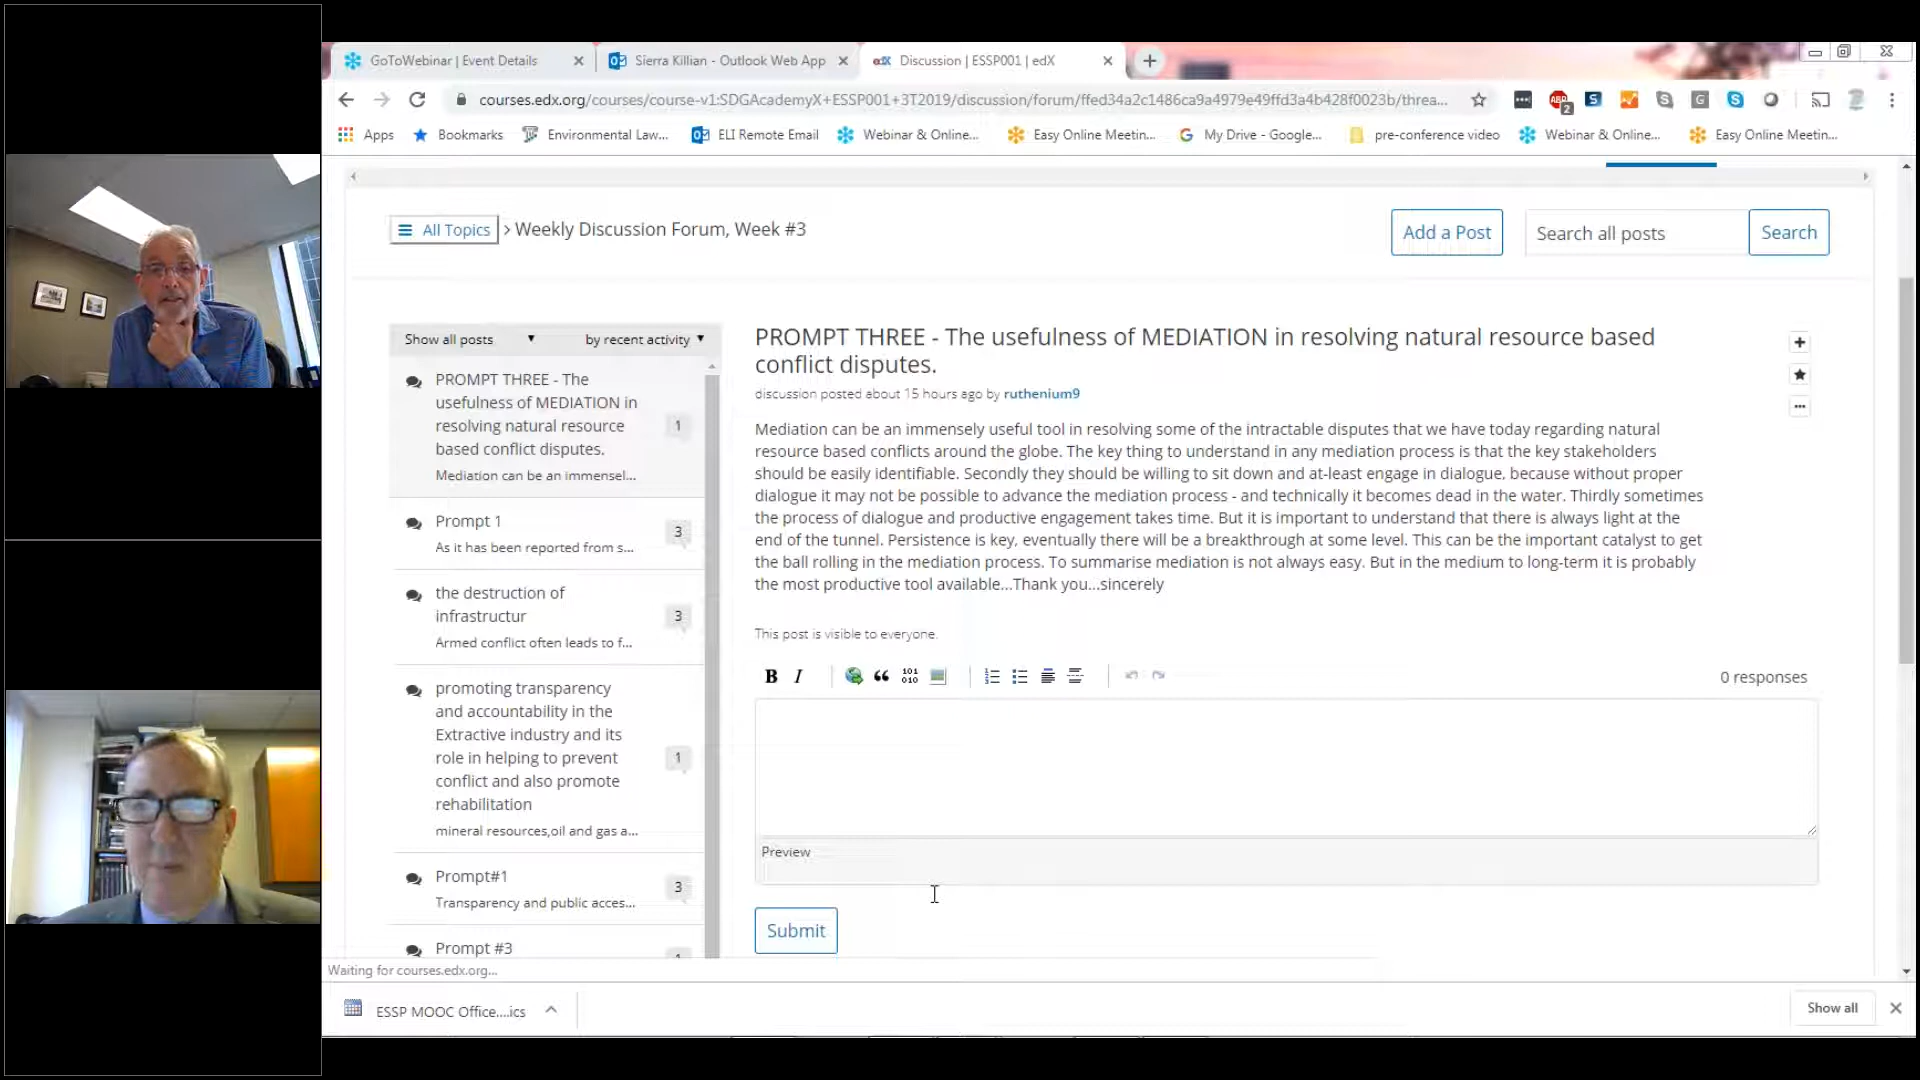 GoToWebinar | Event Details
Sierra Killian - Outlook Web App
edX Discussion | ESSP001 | edX
courses.edx.org/courses/course-v1:SDGAcademyX+ESSP001+3T2019/discussion/forum/ffed34a2c1486ca9a4979e49ffd3a4b428f0023b/threa...
ABP
2
S
G
Apps
Bookmarks
Environmental Law...
ELI Remote Email
Webinar & Online...
Easy Online Meetin...
My Drive - Google...
pre-conference video
Webinar & Online...
Easy Online Meetin...
All Topics > Weekly Discussion Forum, Week #3
Add a Post
Search all posts
Search
Show all posts
by recent activity
PROMPT THREE - The
usefulness of MEDIATION in
resolving natural resource
based conflict disputes.
1
Mediation can be an immensel...
Prompt 1
3
As it has been reported from s...
the destruction of
infrastructur
3
Armed conflict often leads to f...
promoting transparency
and accountability in the
Extractive industry and its
role in helping to prevent
conflict and also promote
rehabilitation
1
mineral resources,oil and gas a...
Prompt#1
3
Transparency and public acces...
Prompt #3
PROMPT THREE - The usefulness of MEDIATION in resolving natural resource based
conflict disputes.
discussion posted about 15 hours ago by ruthenium9
Mediation can be an immensely useful tool in resolving some of the intractable disputes that we have today regarding natural
resource based conflicts around the globe. The key thing to understand in any mediation process is that the key stakeholders
should be easily identifiable. Secondly they should be willing to sit down and at-least engage in dialogue, because without proper
dialogue it may not be possible to advance the mediation process - and technically it becomes dead in the water. Thirdly sometimes
the process of dialogue and productive engagement takes time. But it is important to understand that there is always light at the
end of the tunnel. Persistence is key, eventually there will be a breakthrough at some level. This can be the important catalyst to get
the ball rolling in the mediation process. To summarise mediation is not always easy. But in the medium to long-term it is probably
the most productive tool available...Thank you...sincerely
This post is visible to everyone.
B I
101
010
0 responses
Preview
Submit
Waiting for courses.edx.org...
ESSP MOOC Office....ics
Show all